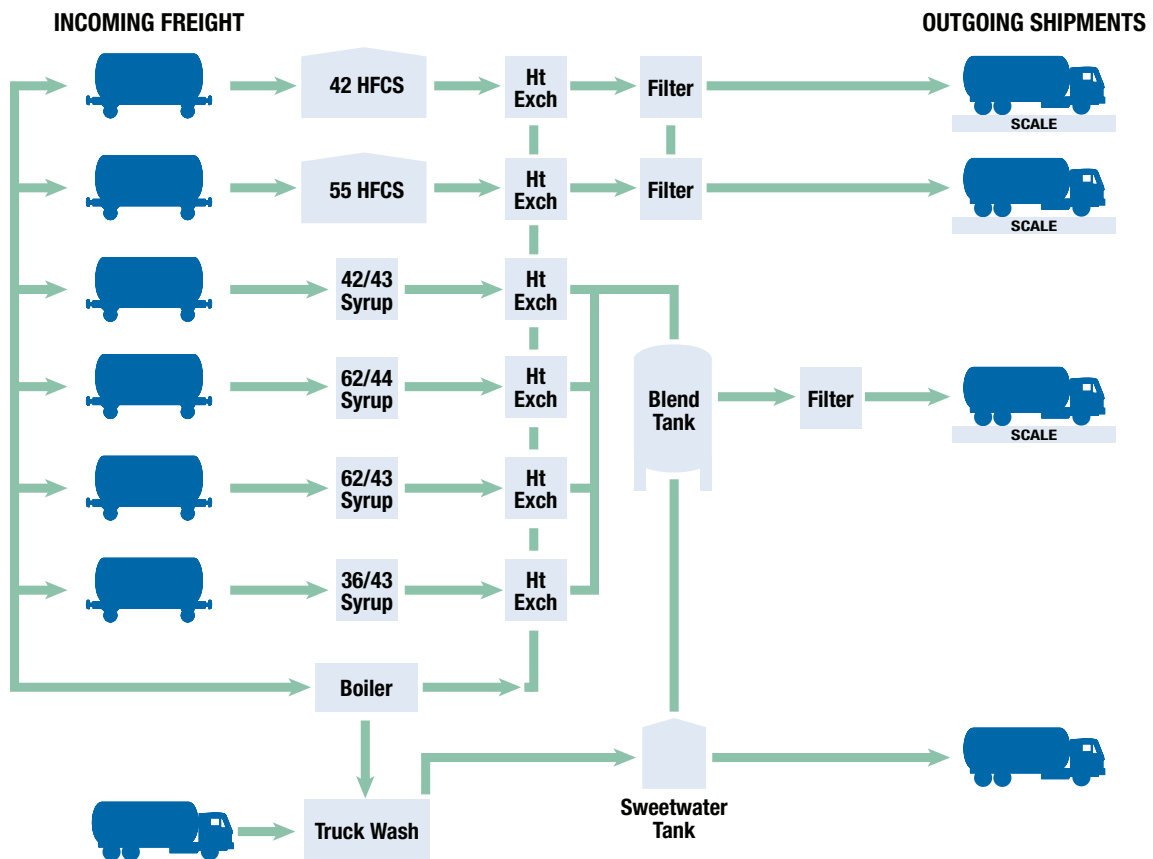 INCOMING FREIGHT
OUTGOING SHIPMENTS
42 HFCS
Ht
Exch
Filter
SCALE
55 HFCS
Ht
Exch
Filter
SCALE
42/43
Syrup
Ht
Exch
62/44
Syrup
Ht
Exch
Blend
Tank
Filter
SCALE
62/43
Syrup
Ht
Exch
36/43
Syrup
Ht
Exch
Boiler
Truck Wash
Sweetwater
Tank